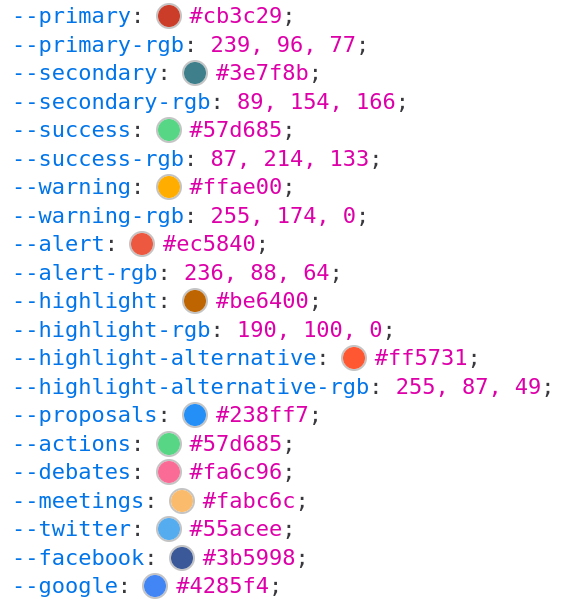 --primary: #cb3c29;
--primary-rgb: 239, 96, 77;
--secondary: #3e7f8b;
--secondary-rgb: 89, 154, 166;
--success: #57d685;
--success-rgb: 87, 214, 133;
--warning: #ffae00;
--warning-rgb: 255, 174, 0;
--alert: #ec5840;
--alert-rgb: 236, 88, 64;
--highlight: #be6400;
--highlight-rgb: 190, 100, 0;
--highlight-alternative: #ff5731;
--highlight-alternative-rgb: 255, 87, 49;
--proposals: #238ff7;
--actions: #57d685;
--debates: #fa6c96;
--meetings: #fabc6c;
--twitter: #55acee;
--facebook: #3b5998;
--google: #4285f4;